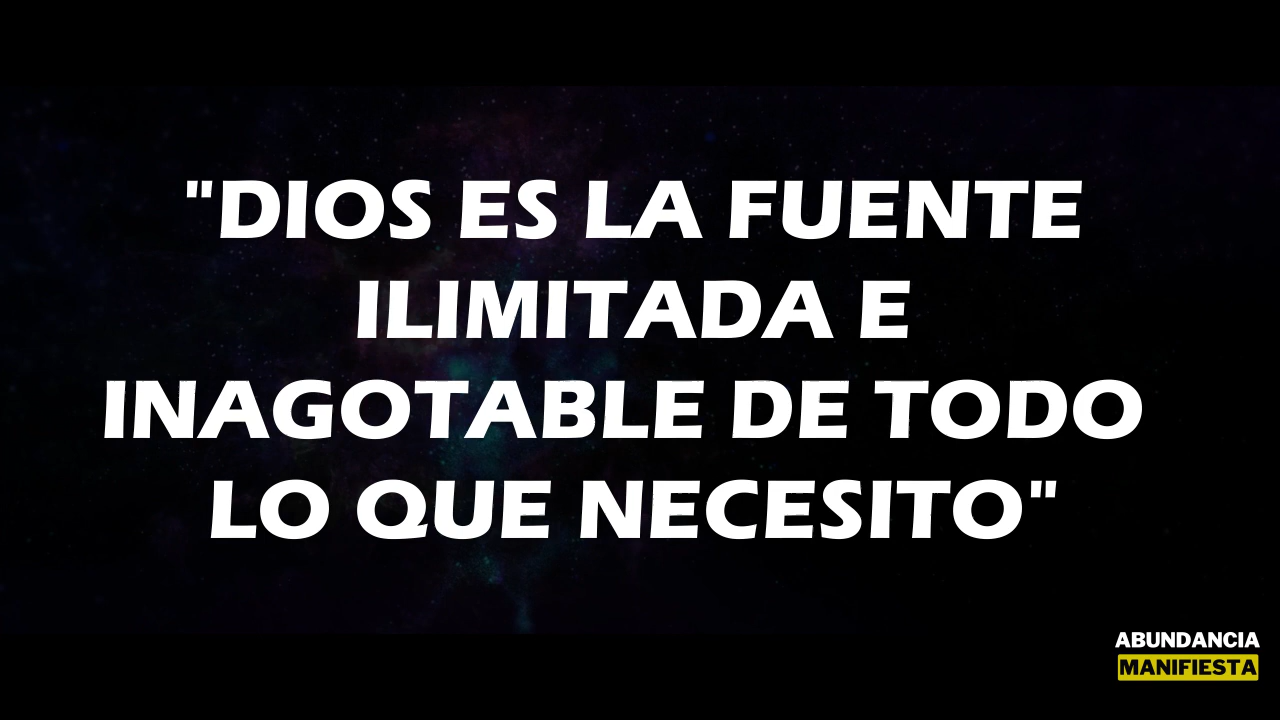 "DIOS ES LA FUENTE
ILIMITADA E
INAGOTABLE DE TODO
LO QUE NECESITO"
ABUNDANCIA
MANIFIESTA